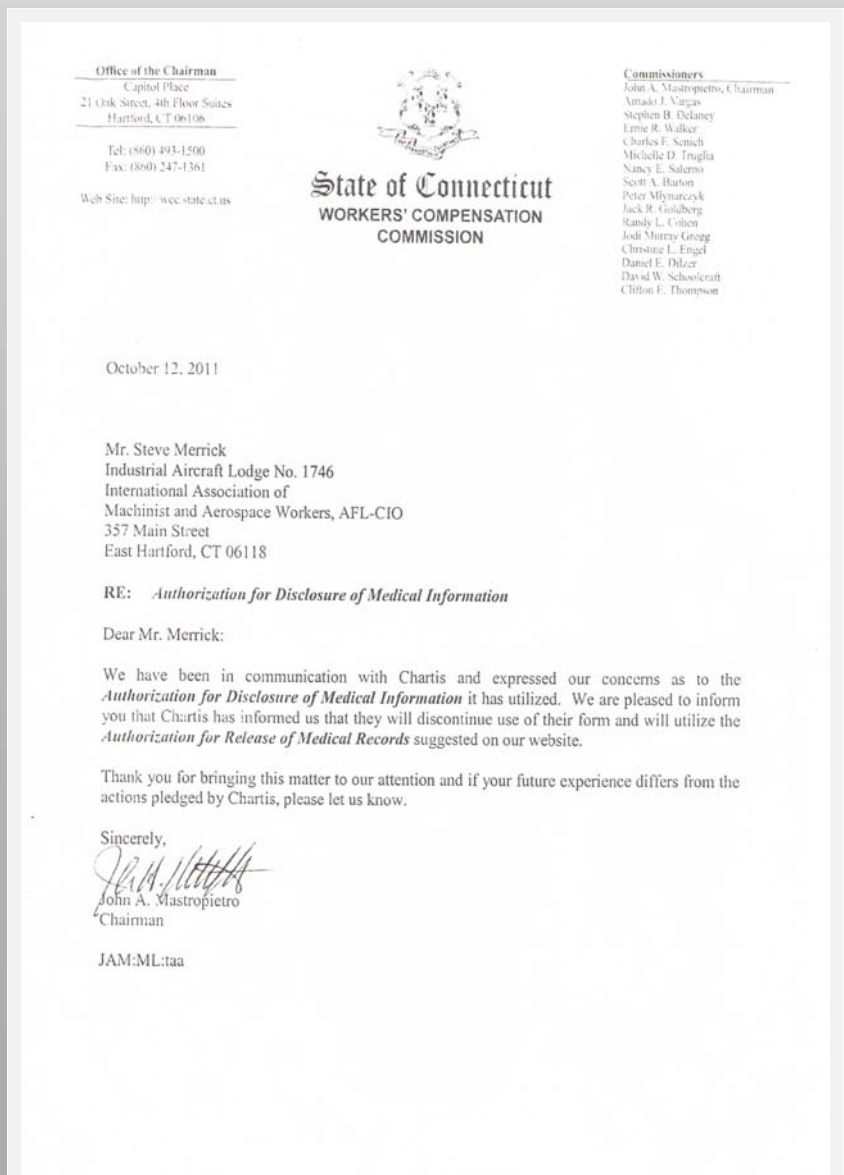 Office of the Chairman
Capitol Place
21 Oak Street, 4th Floor Suites
Hartford, CT 06106
Tel: (860) 493-1500
Fax: (860) 247-1361
Web Site: http: wcc.state.ct.us
State of Connecticut
WORKERS' COMPENSATION
COMMISSION
Commissioners
John A. Mastropietro, Chairman
Amado J. Vargas
Stephen B. Delaney
Ernie R. Walker
Charles F. Senich
Michelle D. Truglia
Nancy E. Salerno
Scott A. Barton
Peter Mlynarczyk
Jack R. Goldberg
Randy L. Cohen
Jodi Murray Gregg
Christine L. Engel
Daniel E. Dilzer
David W. Schoolcraft
Clifton E. Thompson
October 12, 2011
Mr. Steve Merrick
Industrial Aircraft Lodge No. 1746
International Association of
Machinist and Aerospace Workers, AFL-CIO
357 Main Street
East Hartford, CT 06118
RE: Authorization for Disclosure of Medical Information
Dear Mr. Merrick:
We have been in communication with Chartis and expressed our concerns as to the
Authorization for Disclosure of Medical Information it has utilized. We are pleased to inform
you that Chartis has informed us that they will discontinue use of their form and will utilize the
Authorization for Release of Medical Records suggested on our website.
Thank you for bringing this matter to our attention and if your future experience differs from the
actions pledged by Chartis, please let us know.
Sincerely,
John A. Mastropietro
Chairman
JAM:ML:taa